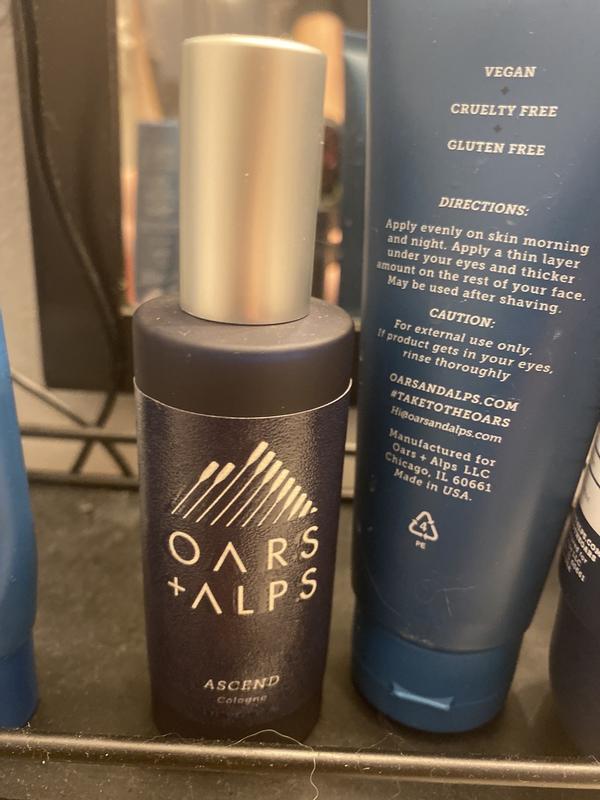 OARS
+ALPS
ASCEND
Cologne
VEGAN
CRUELTY FREE
GLUTEN FREE
DIRECTIONS:
Apply evenly on skin morning
and night. Apply a thin layer
under your eyes and thicker
amount on the rest of your face.
May be used after shaving.
CAUTION:
For external use only.
If product gets in your eyes,
rinse thoroughly
OARSANDALPS.COM
#TAKETOTHEOARS
Hi@oarsandalps.com
Manufactured for
Oars + Alps LLC
Chicago, IL 60661
Made in USA.
4
PE